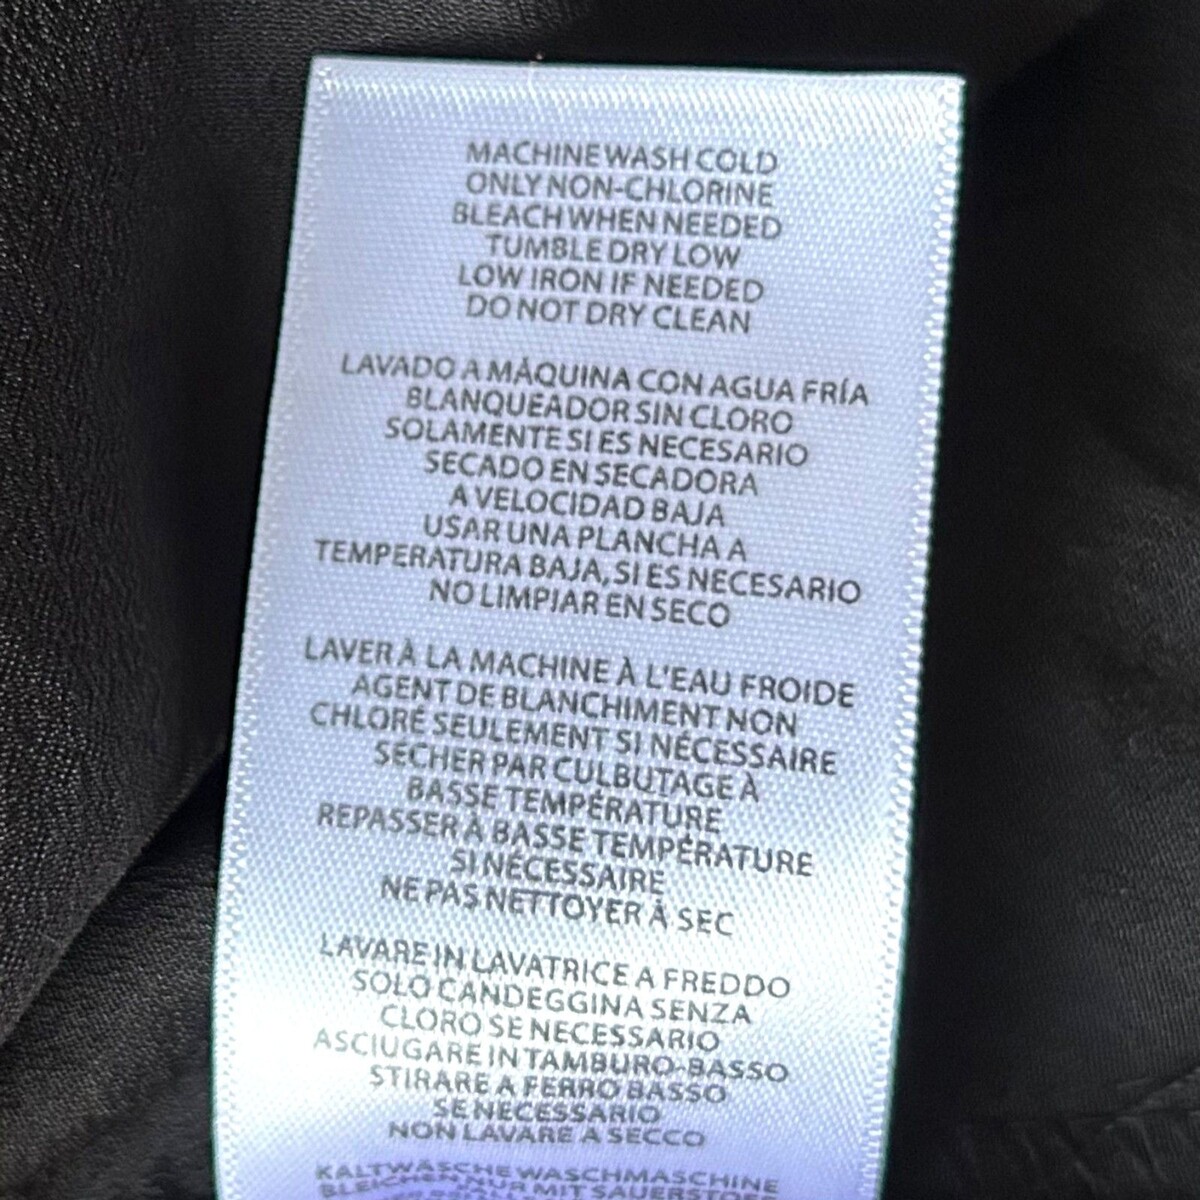 MACHINE WASH COLD
ONLY NON-CHLORINE
BLEACH WHEN NEEDED
TUMBLE DRY LOW
LOW IRON IF NEEDED
DO NOT DRY CLEAN
LAVADO A MÁQUINA CON AGUA FRÍA
BLANQUEADOR SIN CLORO
SOLAMENTE SI ES NECESARIO
SECADO EN SECADORA
A VELOCIDAD BAJA
USAR UNA PLANCHA A
TEMPERATURA BAJA, SI ES NECESARIO
NO LIMPIAR EN SECO
LAVER À LA MACHINE À L'EAU FROIDE
AGENT DE BLANCHIMENT NON
CHLORÉ SEULEMENT SI NÉCESSAIRE
SÉCHER PAR CULBUTAGE À
BASSE TEMPÉRATURE
REPASSER À BASSE TEMPÉRATURE
SI NÉCESSAIRE
NE PAS NETTOYER À SEC
LAVARE IN LAVATRICE A FREDDO
SOLO CANDEGGINA SENZA
CLORO SE NECESSARIO
ASCIUGARE IN TAMBURO-BASSO
STIRARE A FERRO BASSO
SE NECESSARIO
NON LAVARE A SECCO
KALTWÄSCHE WASCHMASCHINE
BLEICHEN NUR MIT SAUERSTOFF